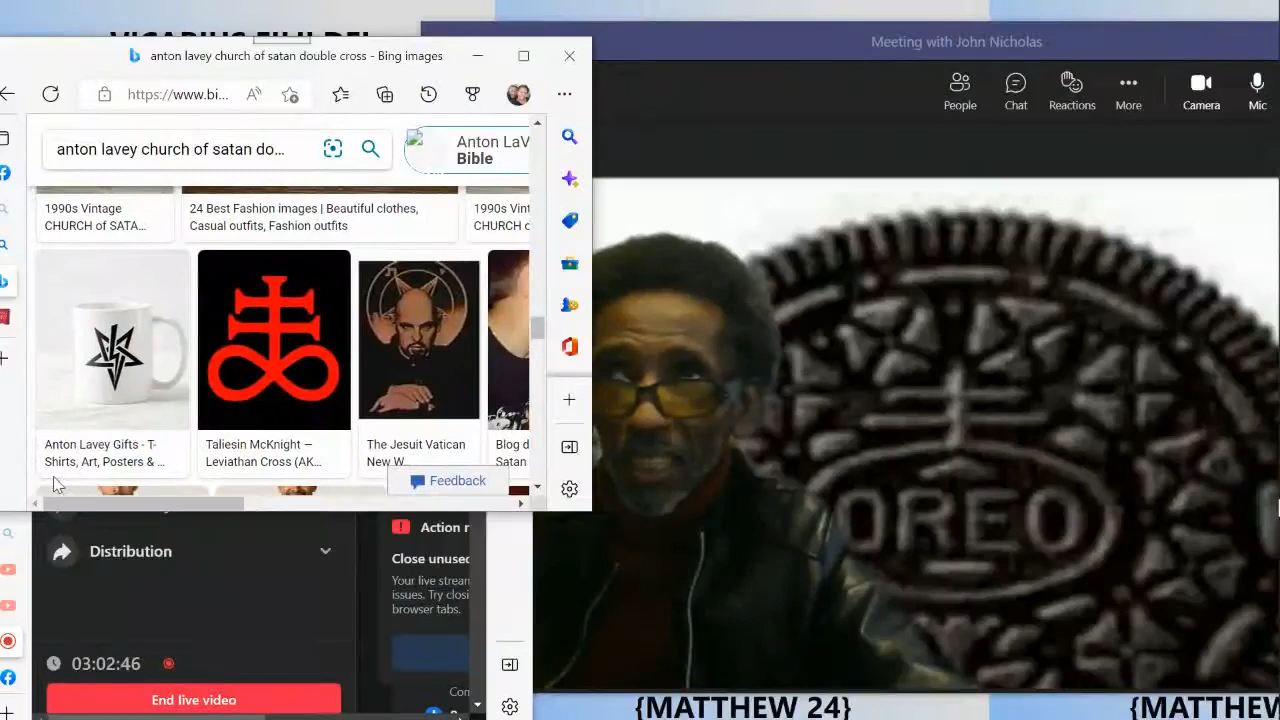 anton lavey church of satan double cross - Bing images
Meeting with John Nicholas
https://www.bi...
People
Chat
Reactions
More
Camera
Mic
anton lavey church of satan do...
Anton LaV
Bible
1990s Vintage
CHURCH of SATA...
24 Best Fashion images | Beautiful clothes,
Casual outfits, Fashion outfits
1990s Vint
CHURCH o
Anton Lavey Gifts - T-
Shirts, Art, Posters & ...
Taliesin McKnight —
Leviathan Cross (AK...
The Jesuit Vatican
New W...
Blog d
Satan
Feedback
OREO
Distribution
Action r
Close unused
Your live strean
issues. Try closi
browser tabs.
03:02:46
End live video
{MATTHEW 24}
{MATTHEW